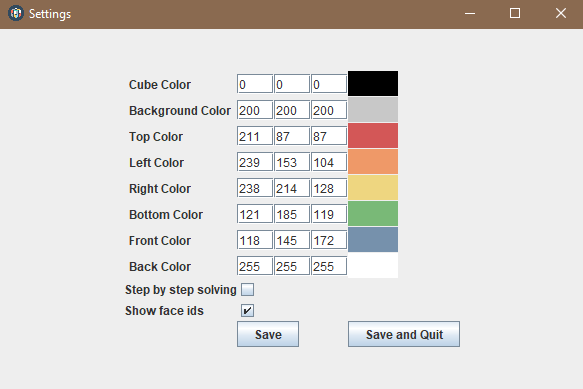 Settings
Cube Color 0 0 0
Background Color 200 200 200
Top Color 211 87 87
Left Color 239 153 104
Right Color 238 214 128
Bottom Color 121 185 119
Front Color 118 145 172
Back Color 255 255 255
Step by step solving
Show face ids
Save Save and Quit